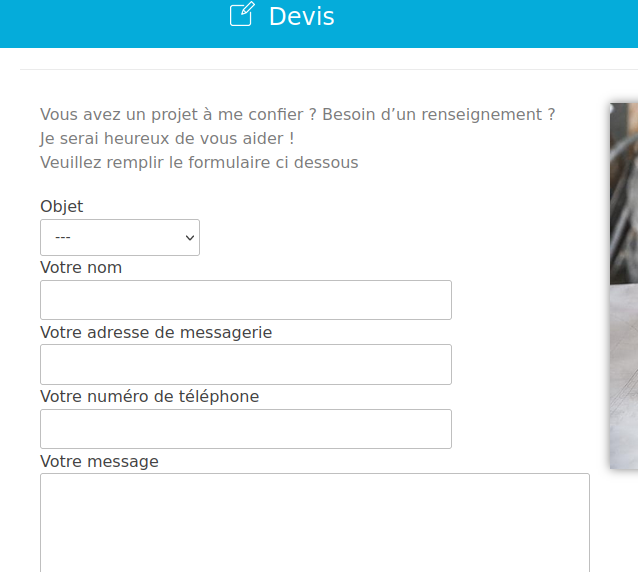 Devis
Vous avez un projet à me confier ? Besoin d’un renseignement ?
Je serai heureux de vous aider !
Veuillez remplir le formulaire ci dessous
Objet
---
Votre nom
Votre adresse de messagerie
Votre numéro de téléphone
Votre message